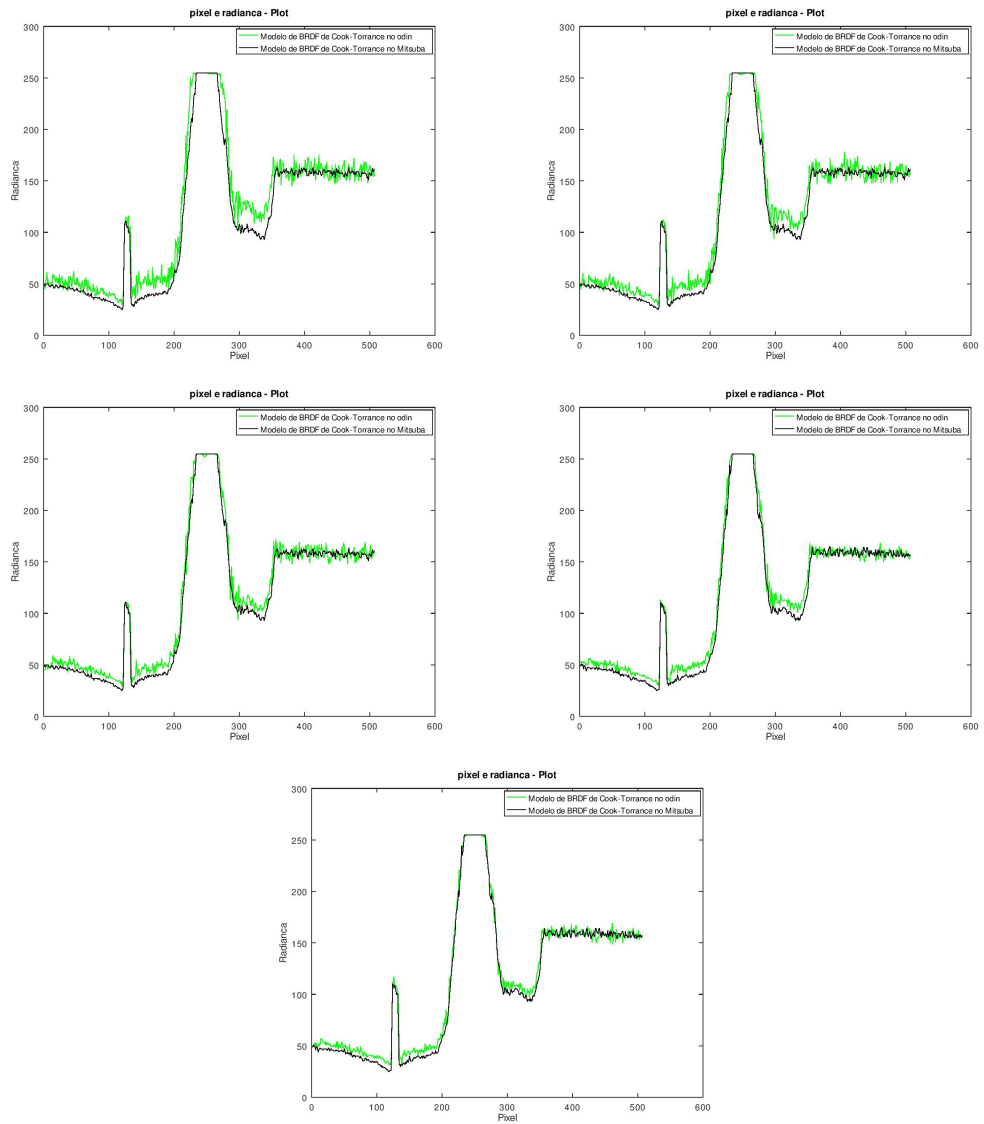 pixel e radianca - Plot
Modelo de BRDF de Cook-Torrance no odin
Modelo de BRDF de Cook-Torrance no Mitsuba
300
250
200
150
100
50
0
Radianca
0 100 200 300 400 500 600
Pixel
pixel e radianca - Plot
Modelo de BRDF de Cook-Torrance no odin
Modelo de BRDF de Cook-Torrance no Mitsuba
300
250
200
150
100
50
0
Radianca
0 100 200 300 400 500 600
Pixel
pixel e radianca - Plot
Modelo de BRDF de Cook-Torrance no odin
Modelo de BRDF de Cook-Torrance no Mitsuba
300
250
200
150
100
50
0
Radianca
0 100 200 300 400 500 600
Pixel
pixel e radianca - Plot
Modelo de BRDF de Cook-Torrance no odin
Modelo de BRDF de Cook-Torrance no Mitsuba
300
250
200
150
100
50
0
Radianca
0 100 200 300 400 500 600
Pixel
pixel e radianca - Plot
Modelo de BRDF de Cook-Torrance no odin
Modelo de BRDF de Cook-Torrance no Mitsuba
300
250
200
150
100
50
0
Radianca
0 100 200 300 400 500 600
Pixel